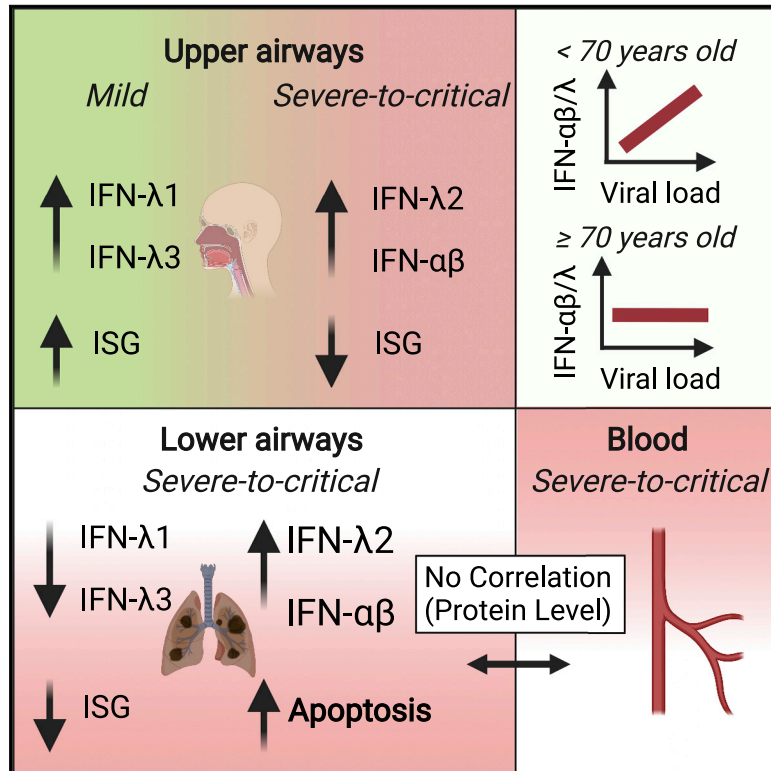 Upper airways
Mild
Severe-to-critical
IFN-λ1
IFN-λ3
ISG
IFN-λ2
IFN-αβ
ISG
< 70 years old
IFN-αβ/λ
Viral load
≥ 70 years old
IFN-αβ/λ
Viral load
Lower airways
Severe-to-critical
IFN-λ1
IFN-λ3
ISG
IFN-λ2
IFN-αβ
Apoptosis
No Correlation
(Protein Level)
Blood
Severe-to-critical